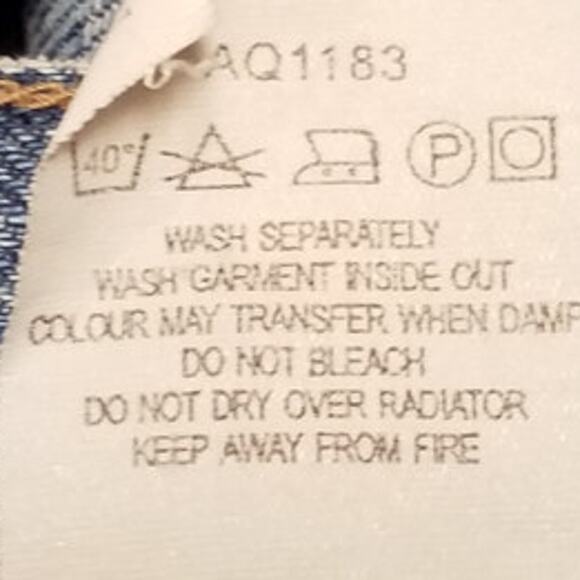 AQ1183
40° P
WASH SEPARATELY
WASH GARMENT INSIDE OUT
COLOUR MAY TRANSFER WHEN DAMP
DO NOT BLEACH
DO NOT DRY OVER RADIATOR
KEEP AWAY FROM FIRE